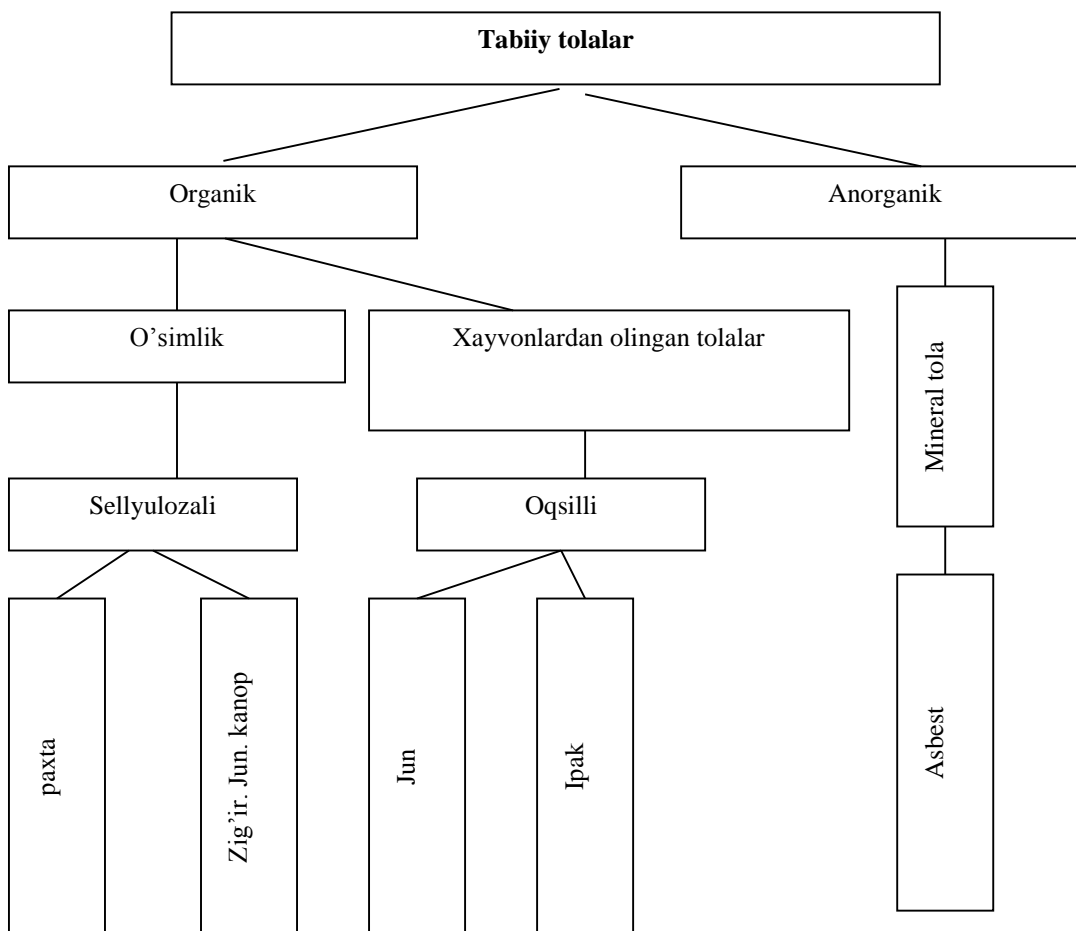 Tabiiy tolalar
Organik
Anorganik
O’simlik
Xayvonlardan olingan tolalar
Mineral tola
Sellyulozali
Oqsilli
paxta
Zig’ir. Jun. kanop
Jun
Ipak
Asbest